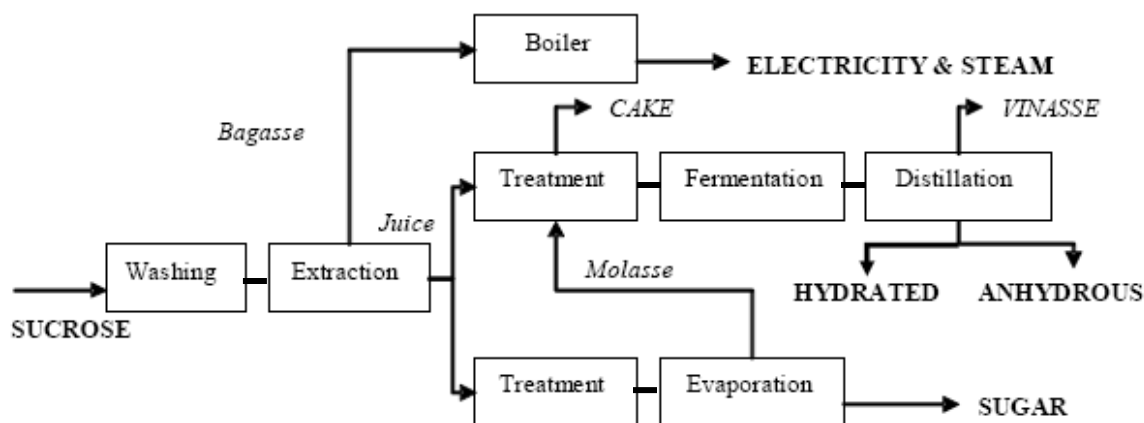 Boiler
ELECTRICITY & STEAM
CAKE
VINASSE
Bagasse
Treatment
Fermentation
Distillation
Juice
Washing
Extraction
Molasse
HYDRATED
ANHYDROUS
SUCROSE
Treatment
Evaporation
SUGAR